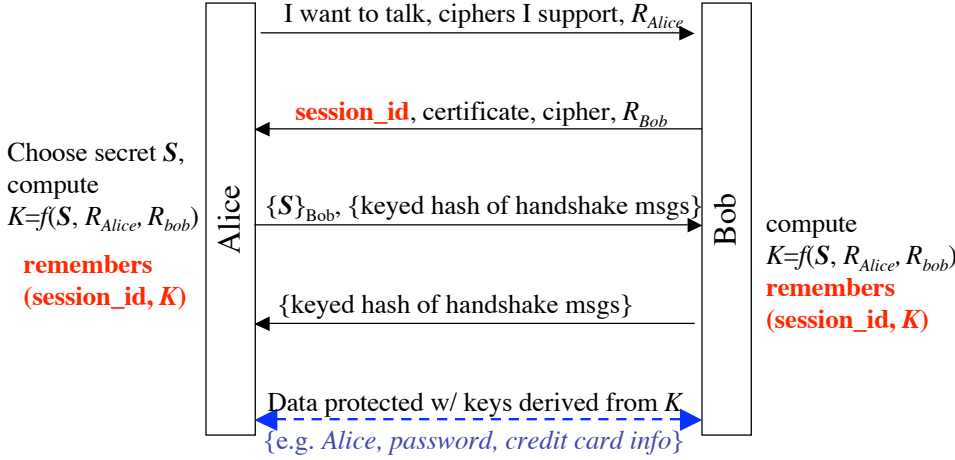 I want to talk, ciphers I support, R_Alice
session_id, certificate, cipher, R_Bob
Choose secret S,
compute
K=f(S, R_Alice, R_bob)
remembers
(session_id, K)
Alice
{S}_Bob, {keyed hash of handshake msgs}
Bob
compute
K=f(S, R_Alice, R_bob)
remembers
(session_id, K)
{keyed hash of handshake msgs}
Data protected w/ keys derived from K
{e.g. Alice, password, credit card info}